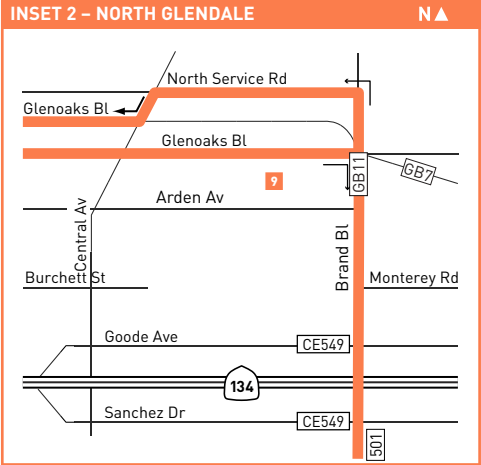 INSET 2 – NORTH GLENDALE
N
North Service Rd
Glenoaks Bl
Glenoaks Bl
GB11
GB7
9
Arden Av
Central Av
Brand Bl
Burchett St
Monterey Rd
Goode Ave
CE549
134
Sanchez Dr
CE549
501